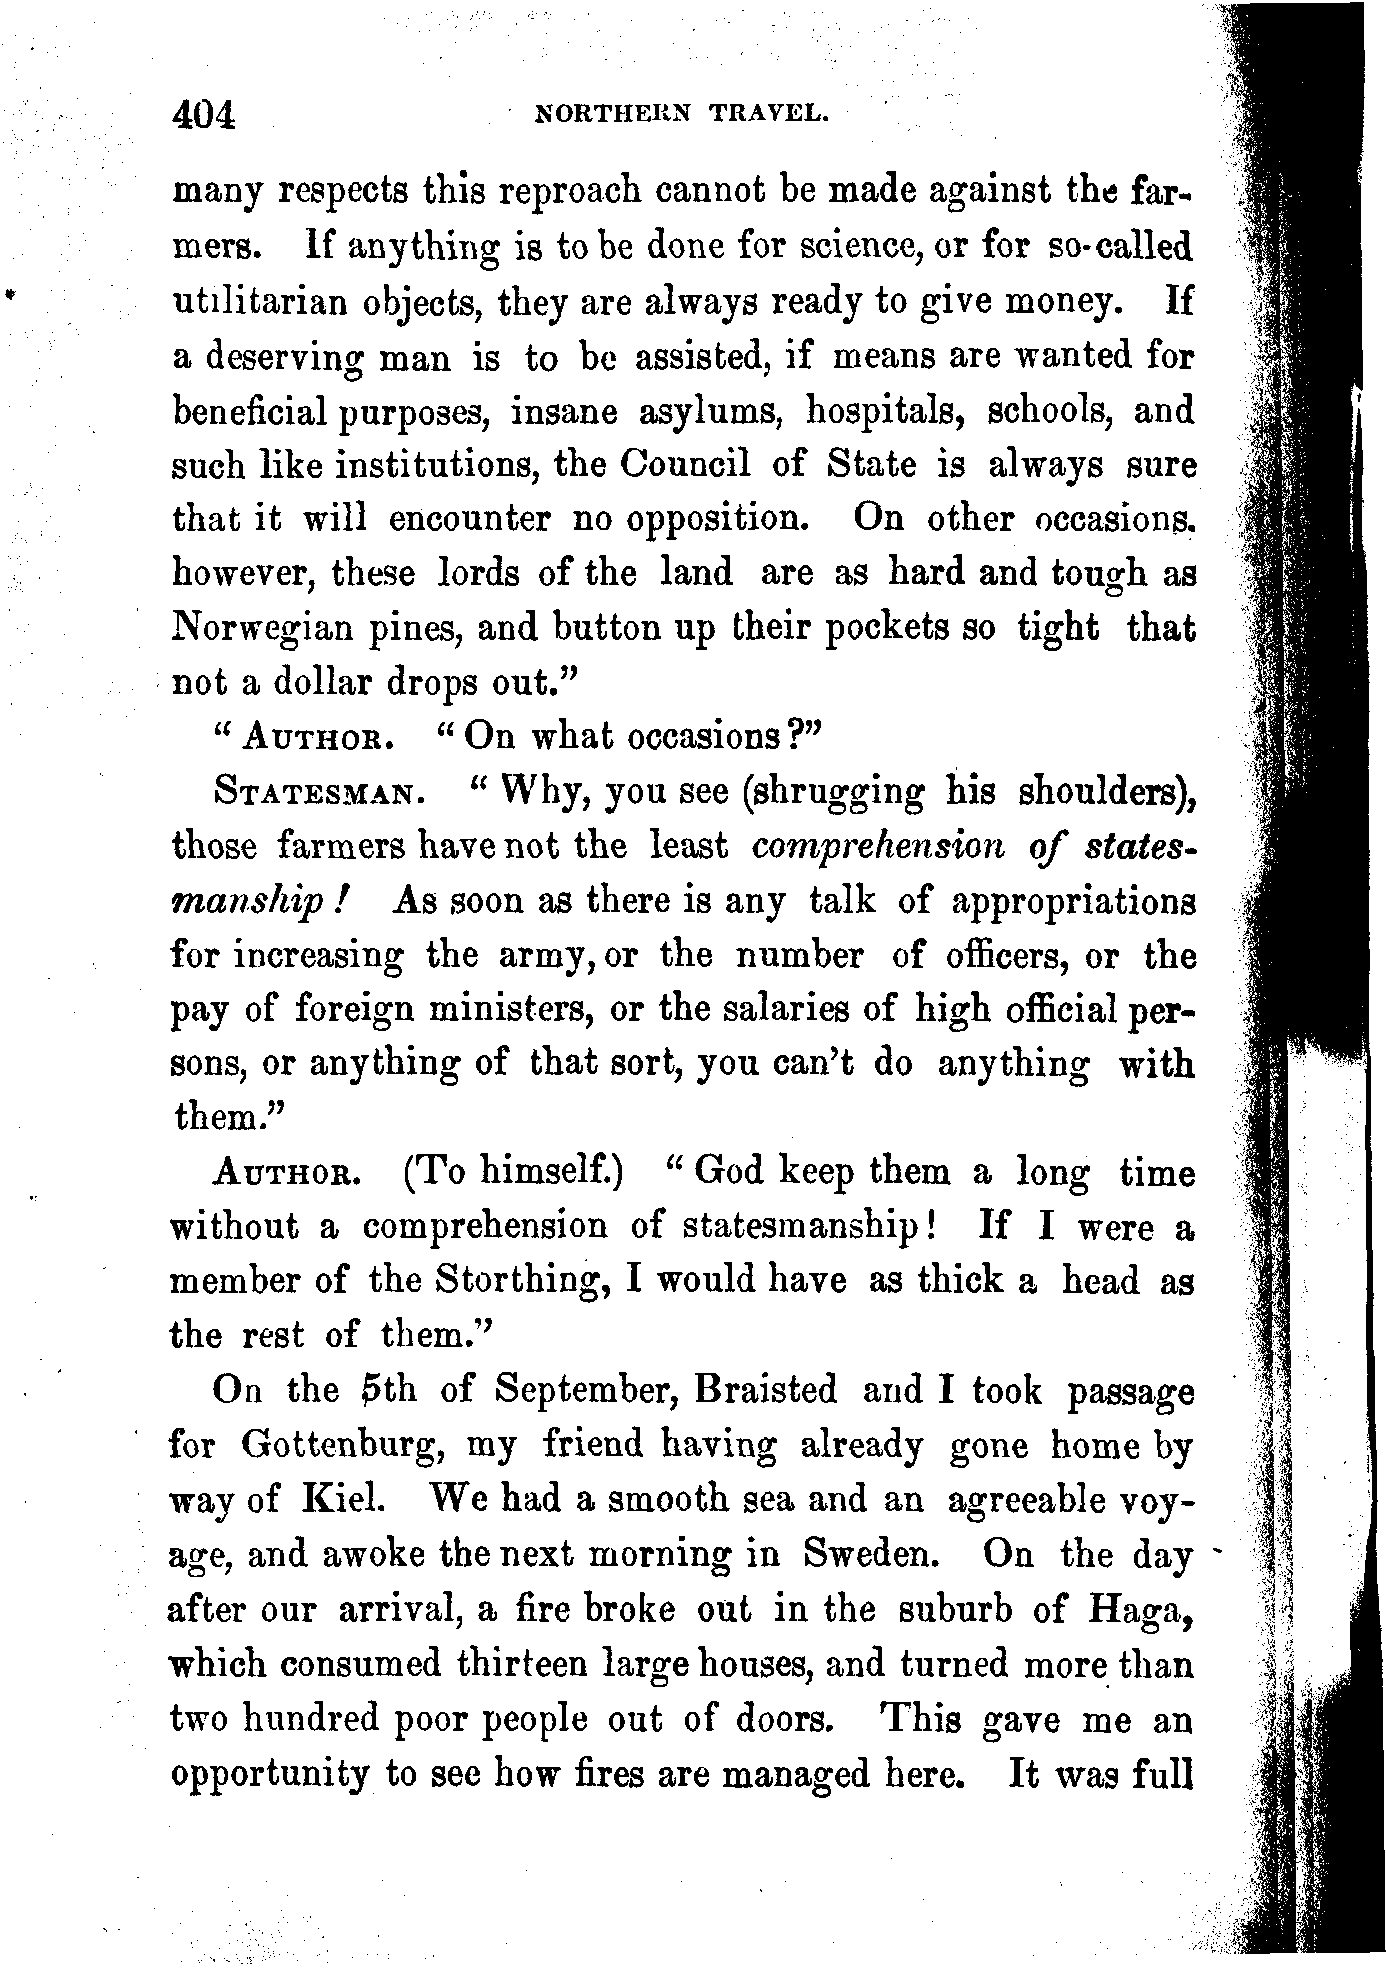 404 NORTHERN TRAVEL.
many respects this reproach cannot be made against the far-
mers. If anything is to be done for science, or for so-called
utilitarian objects, they are always ready to give money. If
a deserving man is to be assisted, if means are wanted for
beneficial purposes, insane asylums, hospitals, schools, and
such like institutions, the Council of State is always sure
that it will encounter no opposition. On other occasions.
however, these lords of the land are as hard and tough as
Norwegian pines, and button up their pockets so tight that
not a dollar drops out."
" AUTHOR. " On what occasions?"
STATESMAN. " Why, you see (shrugging his shoulders),
those farmers have not the least comprehension of states-
manship! As soon as there is any talk of appropriations
for increasing the army, or the number of officers, or the
pay of foreign ministers, or the salaries of high official per-
sons, or anything of that sort, you can't do anything with
them."
AUTHOR. (To himself.) " God keep them a long time
without a comprehension of statesmanship! If I were a
member of the Storthing, I would have as thick a head as
the rest of them."
On the 5th of September, Braisted and I took passage
for Gottenburg, my friend having already gone home by
way of Kiel. We had a smooth sea and an agreeable voy-
age, and awoke the next morning in Sweden. On the day
after our arrival, a fire broke out in the suburb of Haga,
which consumed thirteen large houses, and turned more than
two hundred poor people out of doors. This gave me an
opportunity to see how fires are managed here. It was full